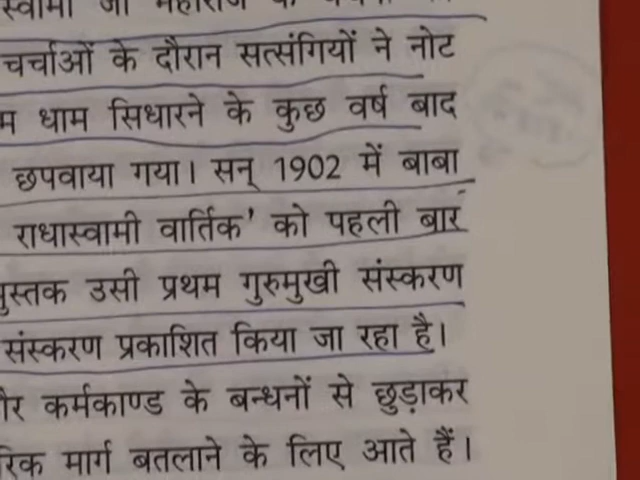 स्वामी जी महाराज के
चर्चाओं के दौरान सत्संगियों ने नोट
धाम सिधारने के कुछ वर्ष बाद
छपवाया गया। सन् 1902 में बाबा
राधास्वामी वार्तिक' को पहली बार
पुस्तक उसी प्रथम गुरुमुखी संस्करण
संस्करण प्रकाशित किया जा रहा है।
कर्मकाण्ड के बन्धनों से छुड़ाकर
मार्ग बतलाने के लिए आते हैं।